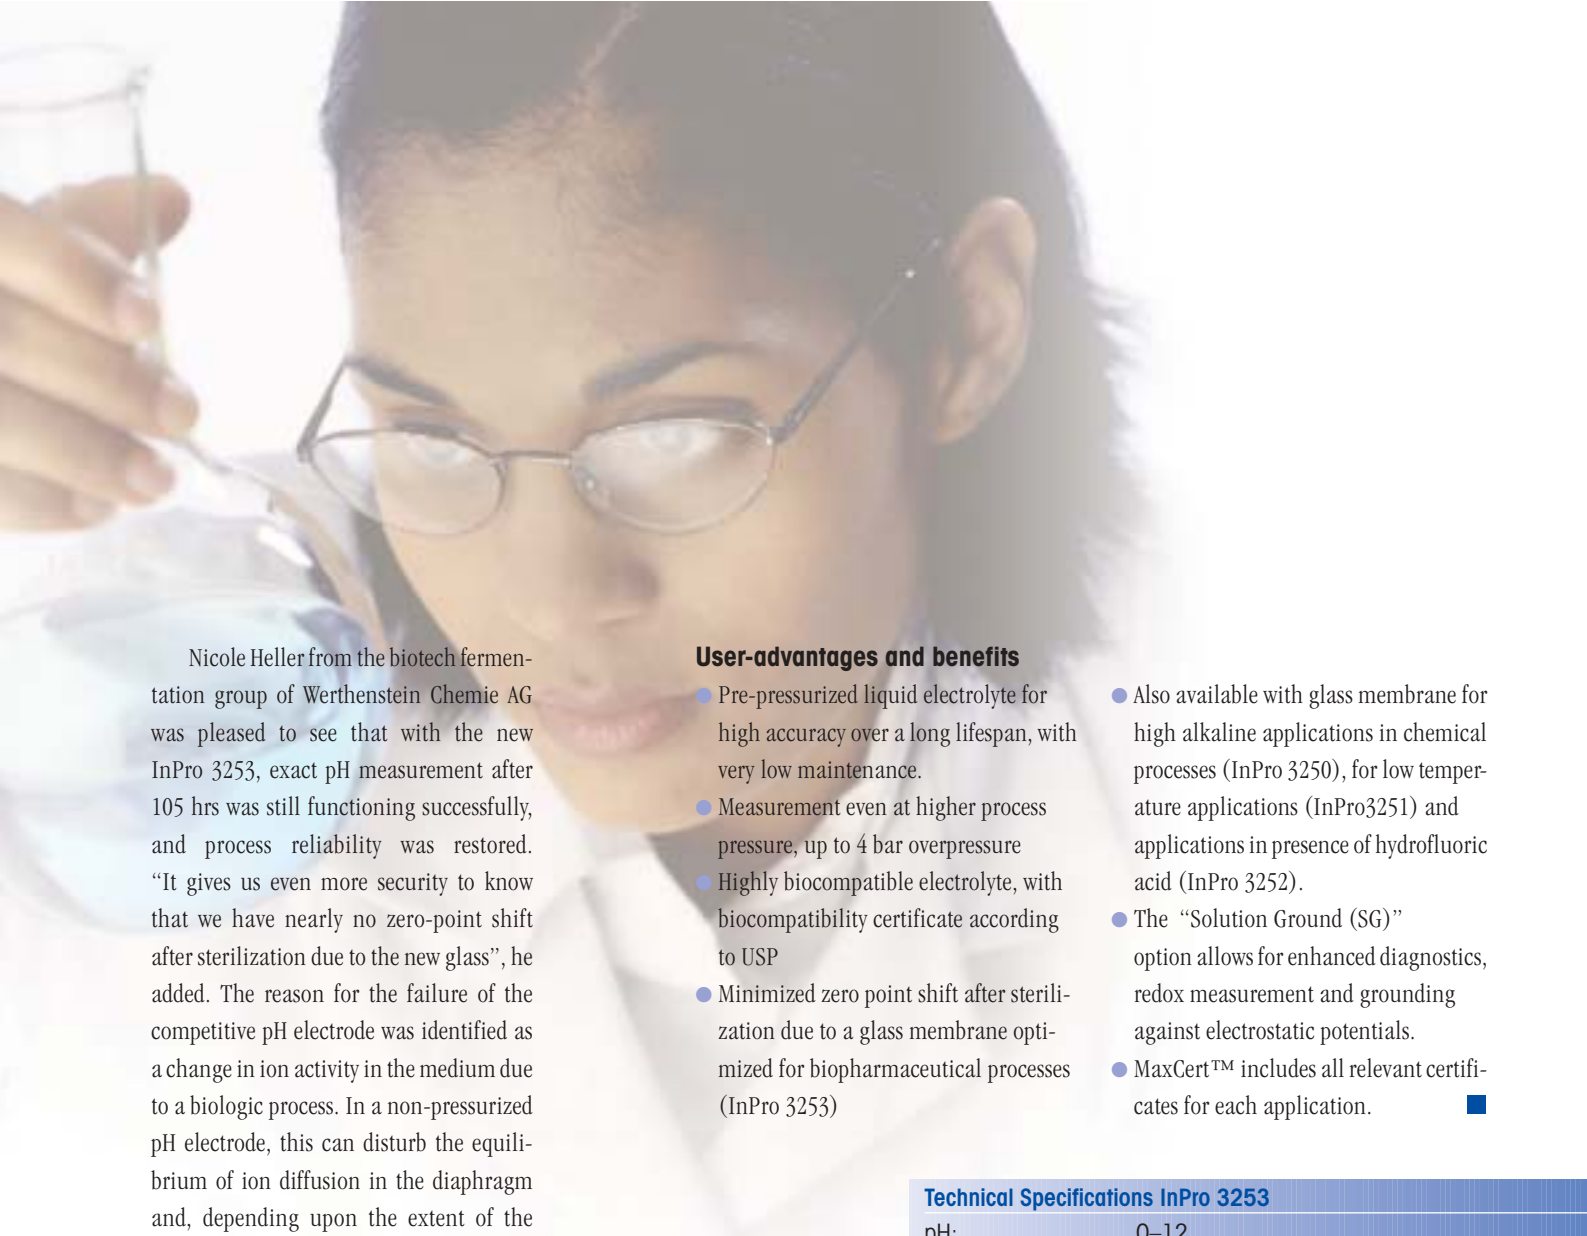 Nicole Heller from the biotech fermen-
tation group of Werthenstein Chemie AG
was pleased to see that with the new
InPro 3253, exact pH measurement after
105 hrs was still functioning successfully,
and process reliability was restored.
“It gives us even more security to know
that we have nearly no zero-point shift
after sterilization due to the new glass”, he
added. The reason for the failure of the
competitive pH electrode was identified as
a change in ion activity in the medium due
to a biologic process. In a non-pressurized
pH electrode, this can disturb the equili-
brium of ion diffusion in the diaphragm
and, depending upon the extent of the
User-advantages and benefits
● Pre-pressurized liquid electrolyte for
high accuracy over a long lifespan, with
very low maintenance.
● Measurement even at higher process
pressure, up to 4 bar overpressure
● Highly biocompatible electrolyte, with
biocompatibility certificate according
to USP
● Minimized zero point shift after sterili-
zation due to a glass membrane opti-
mized for biopharmaceutical processes
(InPro 3253)
● Also available with glass membrane for
high alkaline applications in chemical
processes (InPro 3250), for low temper-
ature applications (InPro3251) and
applications in presence of hydrofluoric
acid (InPro 3252).
● The “Solution Ground (SG)”
option allows for enhanced diagnostics,
redox measurement and grounding
against electrostatic potentials.
● MaxCert™ includes all relevant certifi-
cates for each application.
Technical Specifications InPro 3253
pH: 0–12